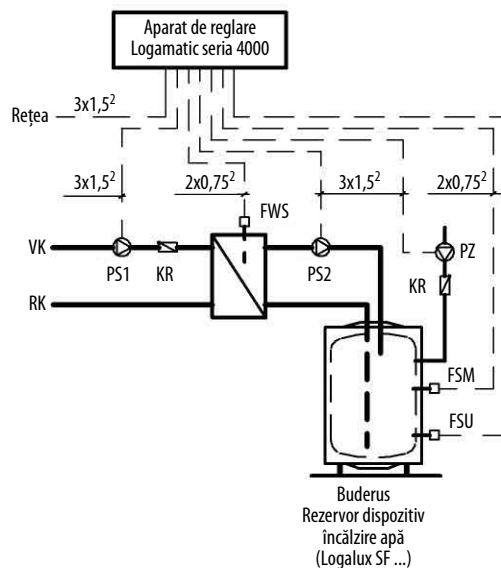 Aparat de reglare
Logamatic seria 4000
Rețea
3x1,5²
3x1,5²
2x0,75²
3x1,5²
2x0,75²
FWS
VK
PS1
KR
PS2
PZ
KR
RK
FSM
FSU
Buderus
Rezervor dispozitiv
încălzire apă
(Logalux SF ...)